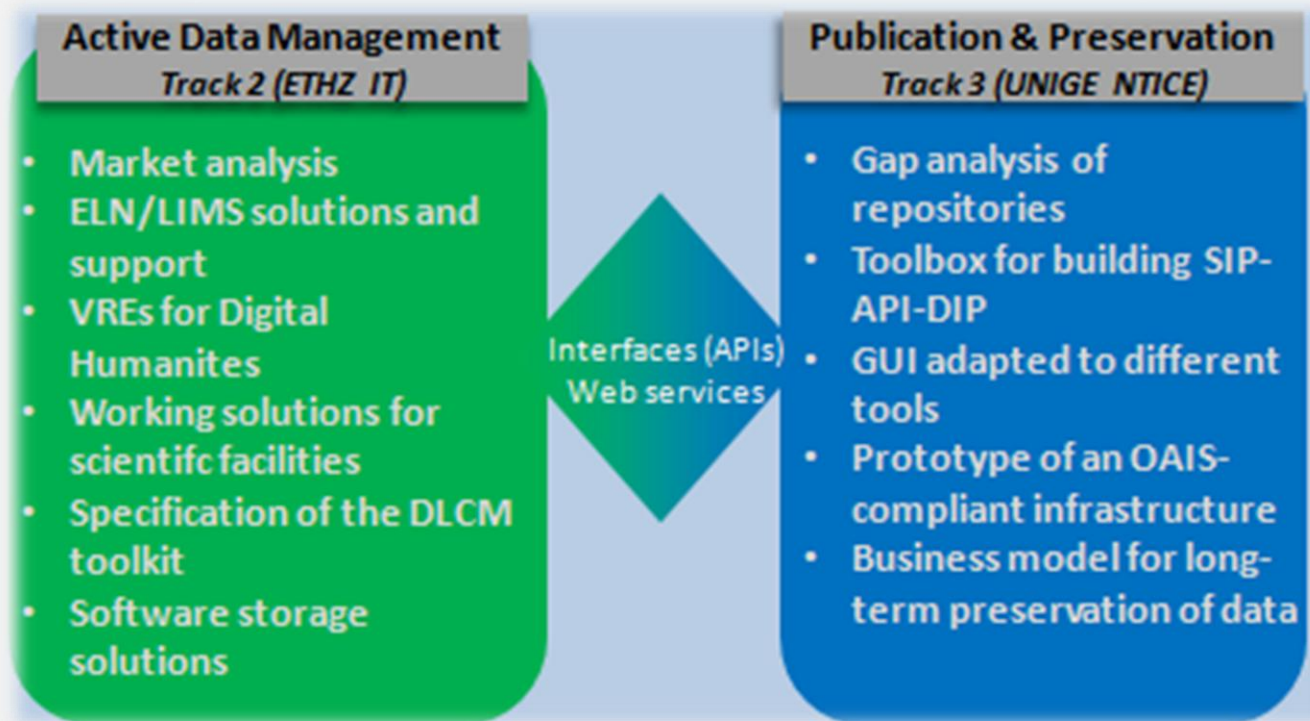 Active Data Management
Track 2 (ETHZ IT)
• Market analysis
• ELN/LIMS solutions and
support
• VREs for Digital
Humanites
• Working solutions for
scientifc facilities
• Specification of the DLCM
toolkit
• Software storage
solutions
Interfaces (APIs)
Web services
Publication & Preservation
Track 3 (UNIGE NTICE)
• Gap analysis of
repositories
• Toolbox for building SIP-
API-DIP
• GUI adapted to different
tools
• Prototype of an OAIS-
compliant infrastructure
• Business model for long-
term preservation of data